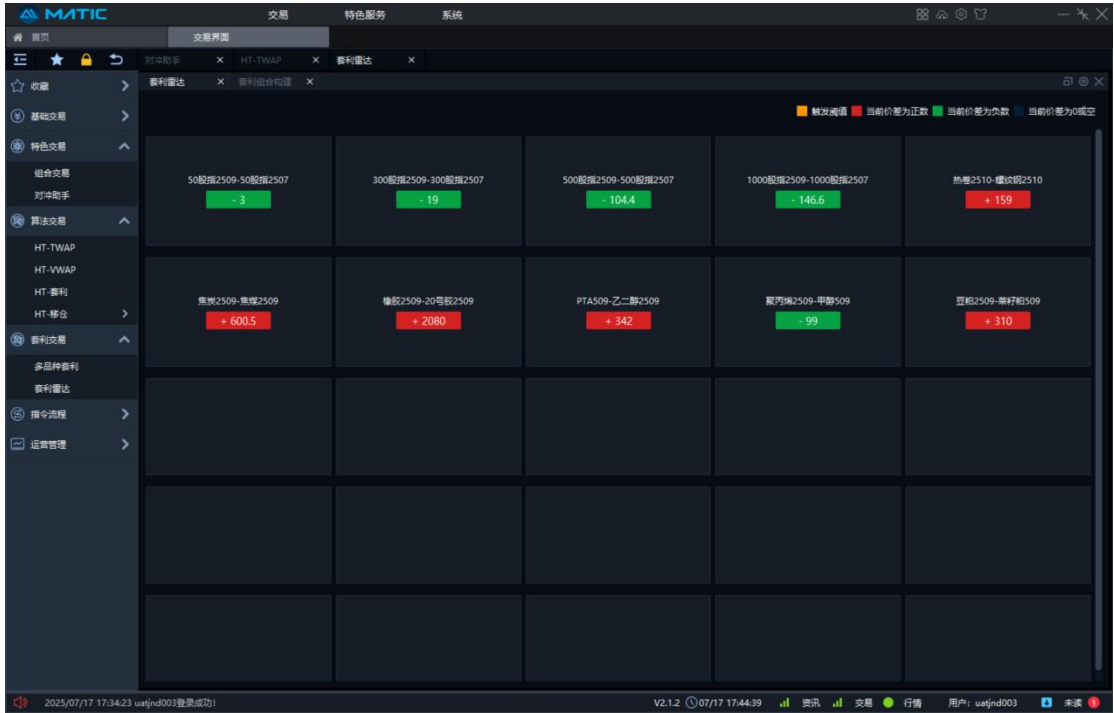 MATIC 交易 特色服务 系统
首页 交易界面
对冲助手 × HT-TWAP × 套利雷达 ×
收藏
套利雷达 × 套利组合构建 ×
基础交易
触发阈值 当前价差为正数 当前价差为负数 当前价差为0或空
特色交易
组合交易
对冲助手
算法交易
HT-TWAP
HT-VWAP
HT-套利
HT-移仓
套利交易
多品种套利
套利雷达
指令流程
运营管理
50股指2509-50股指2507
- 3
300股指2509-300股指2507
- 19
500股指2509-500股指2507
- 104.4
1000股指2509-1000股指2507
- 146.6
热卷2510-螺纹钢2510
+ 159
焦炭2509-焦煤2509
+ 600.5
橡胶2509-20号胶2509
+ 2080
PTA509-乙二醇2509
+ 342
聚丙烯2509-甲醇509
- 99
豆粕2509-菜籽粕509
+ 310
2025/07/17 17:34:23 uatjnd003登录成功! V2.1.2 07/17 17:44:39 资讯 交易 行情 用户: uatjnd003 未读 1